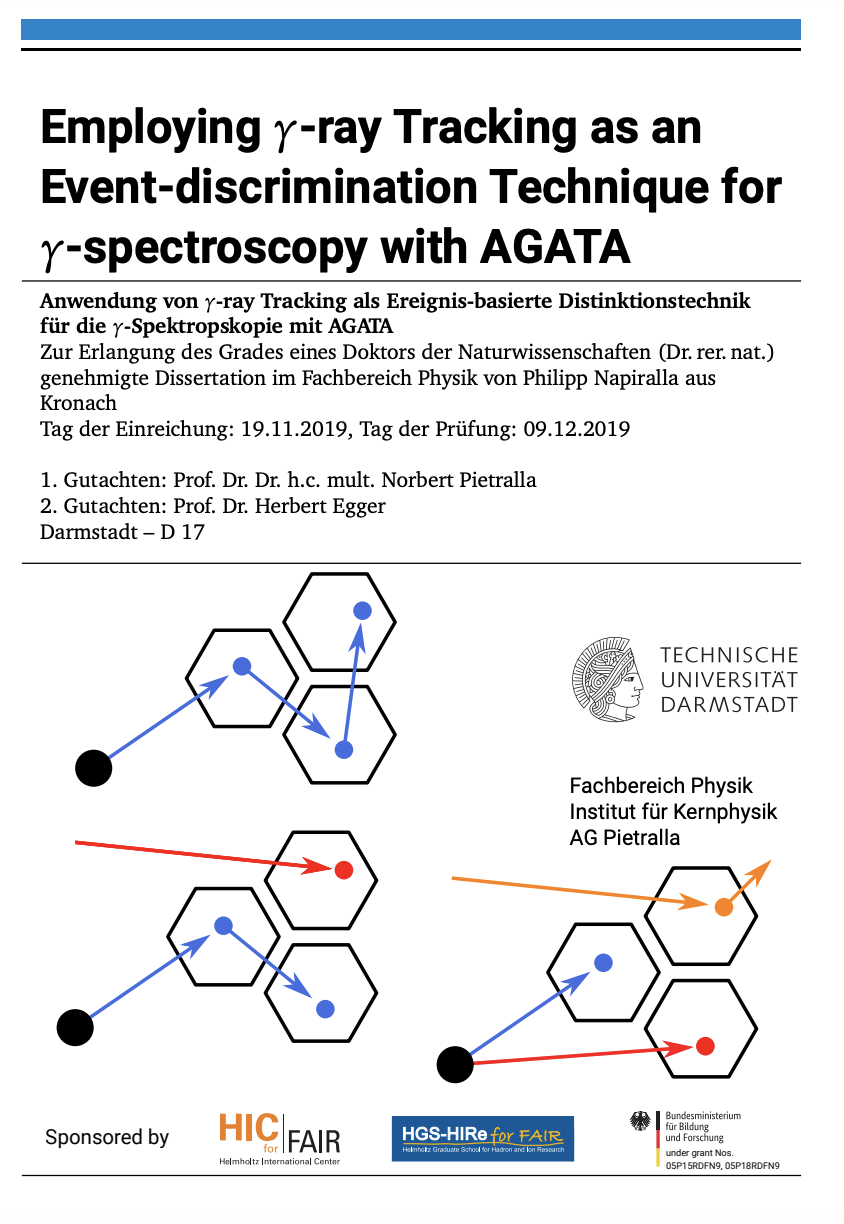 Employing γ-ray Tracking as an
Event-discrimination Technique for
γ-spectroscopy with AGATA
Anwendung von γ-ray Tracking als Ereignis-basierte Distinktionstechnik
für die γ-Spektropskopie mit AGATA
Zur Erlangung des Grades eines Doktors der Naturwissenschaften (Dr. rer. nat.)
genehmigte Dissertation im Fachbereich Physik von Philipp Napiralla aus
Kronach
Tag der Einreichung: 19.11.2019, Tag der Prüfung: 09.12.2019
1. Gutachten: Prof. Dr. Dr. h.c. mult. Norbert Pietralla
2. Gutachten: Prof. Dr. Herbert Egger
Darmstadt – D 17
TECHNISCHE
UNIVERSITÄT
DARMSTADT
Fachbereich Physik
Institut für Kernphysik
AG Pietralla
Sponsored by
HIC for FAIR
Helmholtz International Center
HGS-HIRe for FAIR
Helmholtz Graduate School for Hadron and Ion Research
Bundesministerium
für Bildung
und Forschung
under grant Nos.
05P15RDFN9, 05P18RDFN9